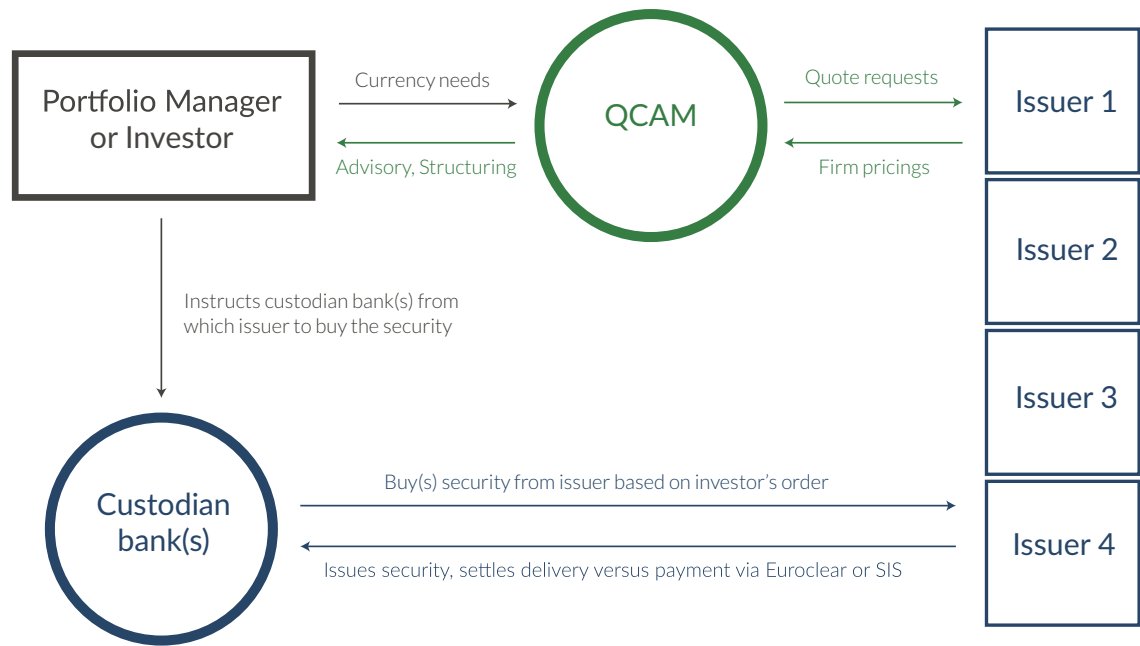 Portfolio Manager
or Investor
Currency needs
Advisory, Structuring
QCAM
Quote requests
Firm pricings
Issuer 1
Issuer 2
Instructs custodian bank(s) from
which issuer to buy the security
Issuer 3
Custodian
bank(s)
Buy(s) security from issuer based on investor’s order
Issues security, settles delivery versus payment via Euroclear or SIS
Issuer 4